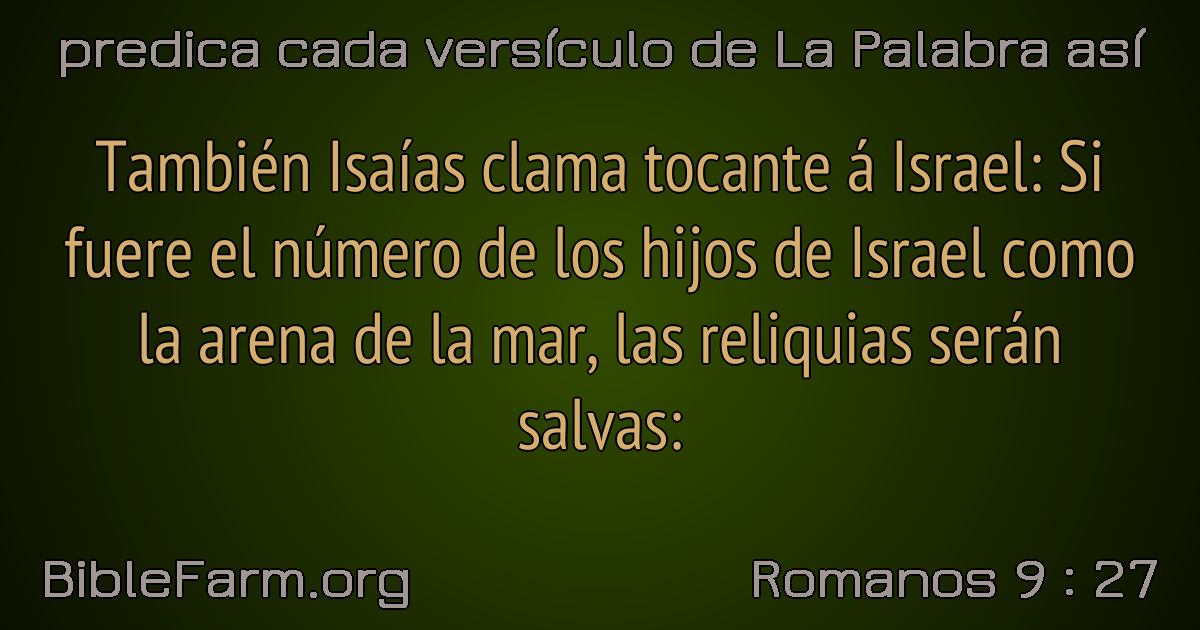 predica cada versículo de La Palabra así
También Isaías clama tocante á Israel: Si
fuere el número de los hijos de Israel como
la arena de la mar, las reliquias serán
salvas:
BibleFarm.org
Romanos 9 : 27